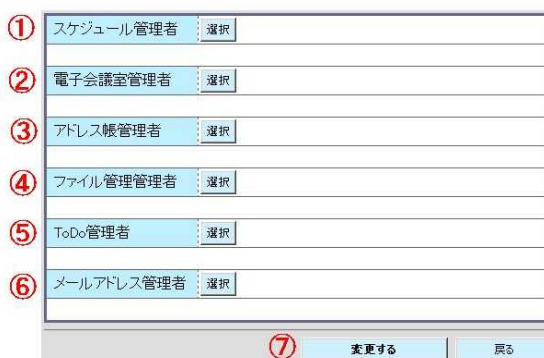 ① スケジュール管理者 選択
② 電子会議室管理者 選択
③ アドレス帳管理者 選択
④ ファイル管理管理者 選択
⑤ ToDo管理者 選択
⑥ メールアドレス管理者 選択
⑦ 変更する 戻る